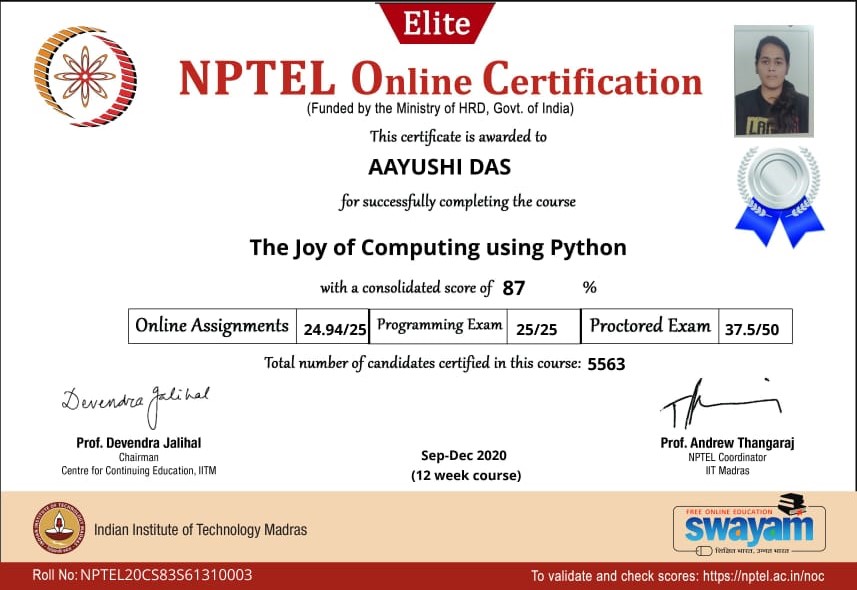 Elite
NPTEL Online Certification
(Funded by the Ministry of HRD, Govt. of India)
This certificate is awarded to
AAYUSHI DAS
for successfully completing the course
The Joy of Computing using Python
with a consolidated score of 87 %
Online Assignments 24.94/25 Programming Exam 25/25 Proctored Exam 37.5/50
Total number of candidates certified in this course: 5563
Devendra Jalihal
Prof. Devendra Jalihal
Chairman
Centre for Continuing Education, IITM
Sep-Dec 2020
(12 week course)
Prof. Andrew Thangaraj
NPTEL Coordinator
IIT Madras
Indian Institute of Technology Madras
FREE ONLINE EDUCATION
swayam
शिक्षित भारत, उन्नत भारत
Roll No: NPTEL20CS83S61310003
To validate and check scores: https://nptel.ac.in/noc